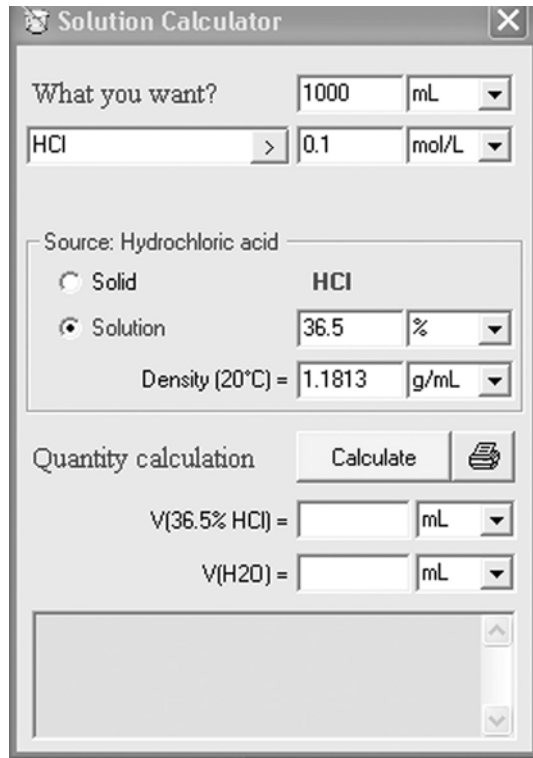 Solution Calculator
What you want? 1000 mL
HCl > 0.1 mol/L
Source: Hydrochloric acid
Solid HCl
Solution 36.5 %
Density (20°C) = 1.1813 g/mL
Quantity calculation Calculate
V(36.5% HCl) = mL
V(H2O) = mL